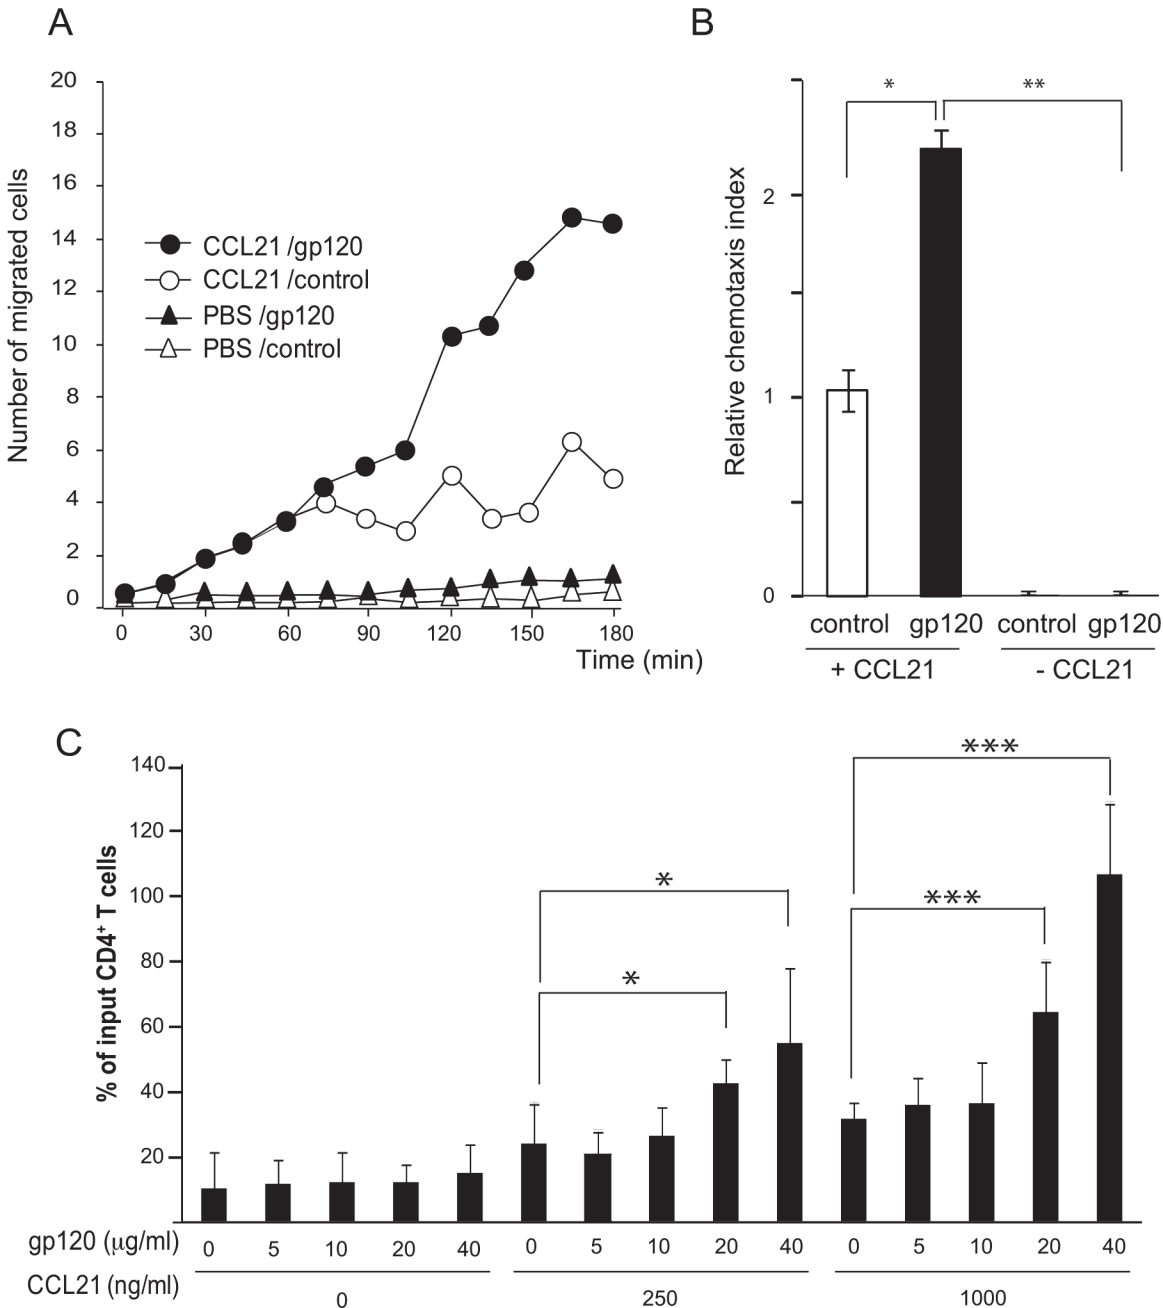 A
20
18
16
14
12
10
8
6
4
2
0
Number of migrated cells
CCL21 /gp120
CCL21 /control
PBS /gp120
PBS /control
0 30 60 90 120 150 180
Time (min)
B
* **
2
1
0
0
Relative chemotaxis index
control gp120 control gp120
+ CCL21 - CCL21
C
140
120
100
80
60
40
20
% of input CD4+ T cells
***
*
***
*
gp120 (μg/ml) 0 5 10 20 40 0 5 10 20 40 0 5 10 20 40
CCL21 (ng/ml) 0 250 1000